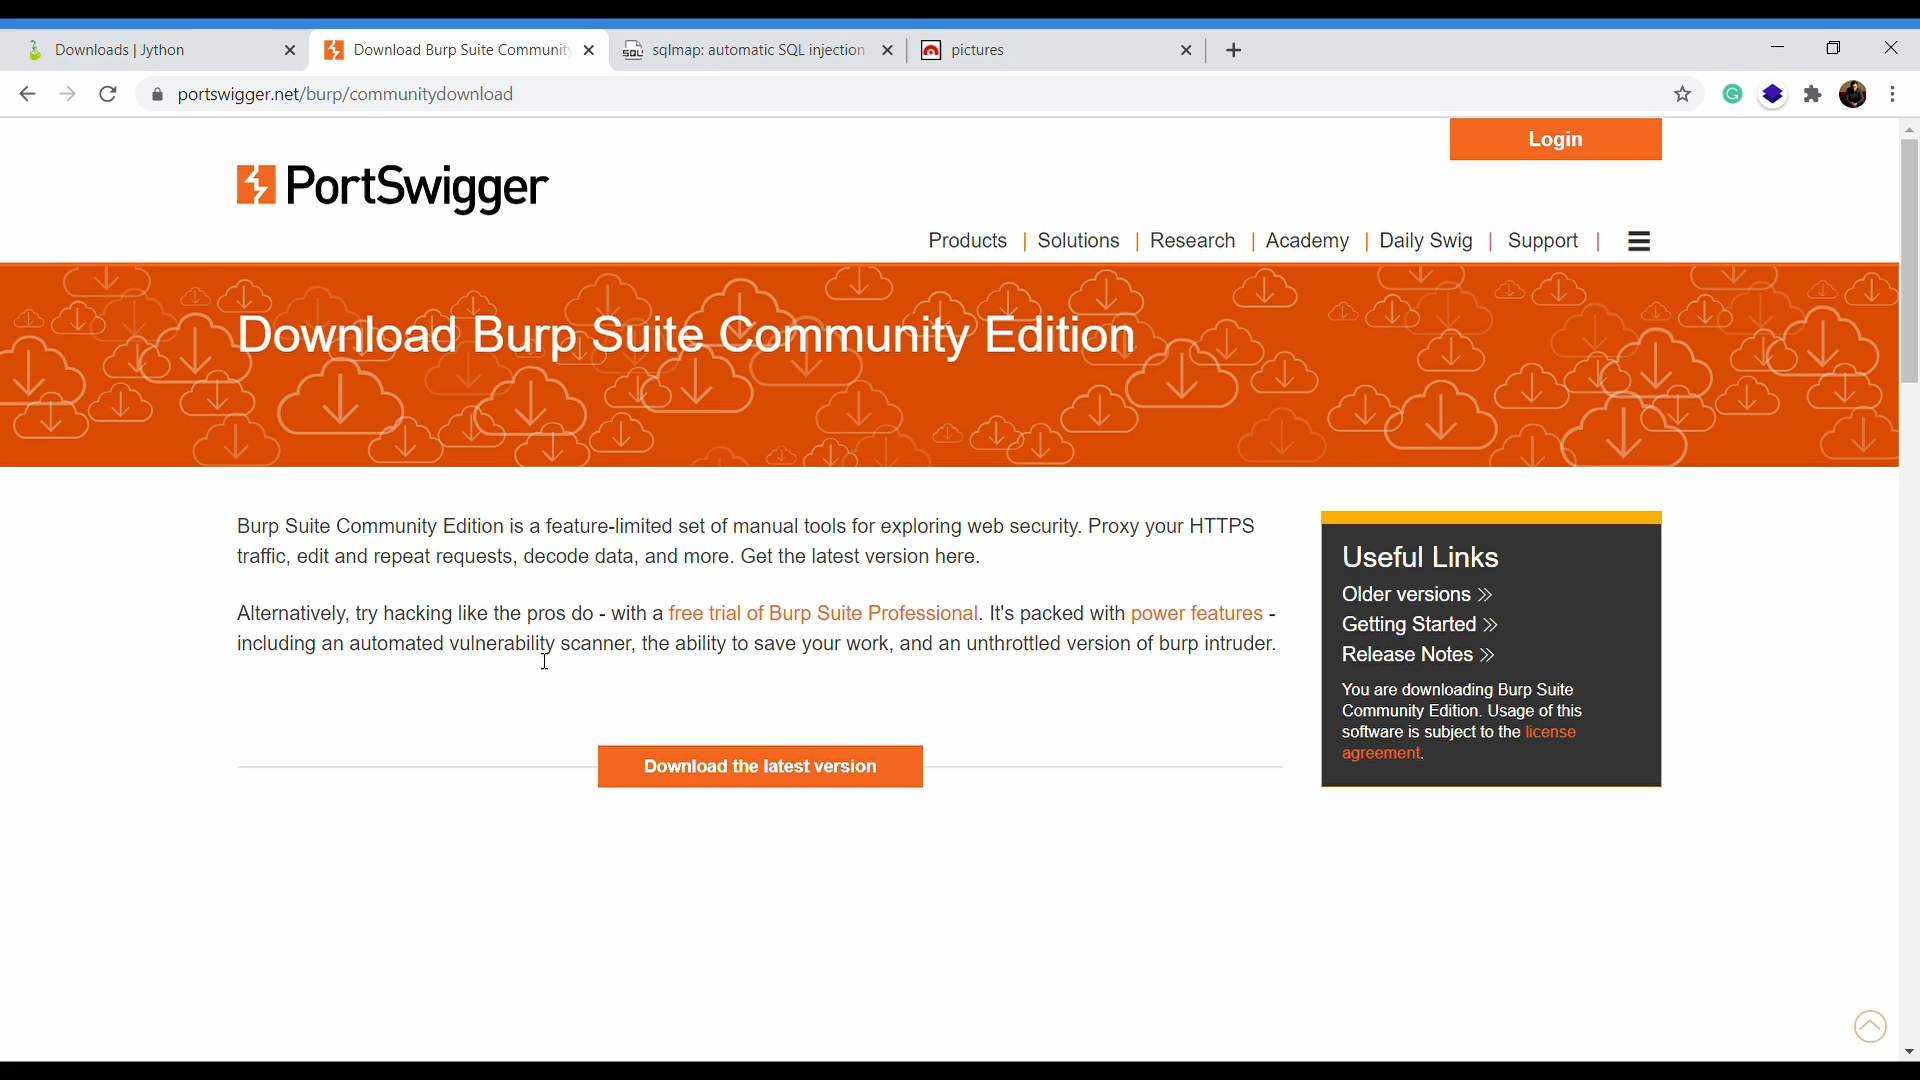 Downloads | Jython
Download Burp Suite Communit
SQL
sqlmap: automatic SQL injection
pictures
portswigger.net/burp/communitydownload
Login
PortSwigger
Products | Solutions | Research | Academy | Daily Swig | Support |
Download Burp Suite Community Edition
Burp Suite Community Edition is a feature-limited set of manual tools for exploring web security. Proxy your HTTPS
traffic, edit and repeat requests, decode data, and more. Get the latest version here.
Alternatively, try hacking like the pros do - with a free trial of Burp Suite Professional. It's packed with power features -
including an automated vulnerability scanner, the ability to save your work, and an unthrottled version of burp intruder.
Download the latest version
Useful Links
Older versions
Getting Started
Release Notes
You are downloading Burp Suite
Community Edition. Usage of this
software is subject to the license
agreement.